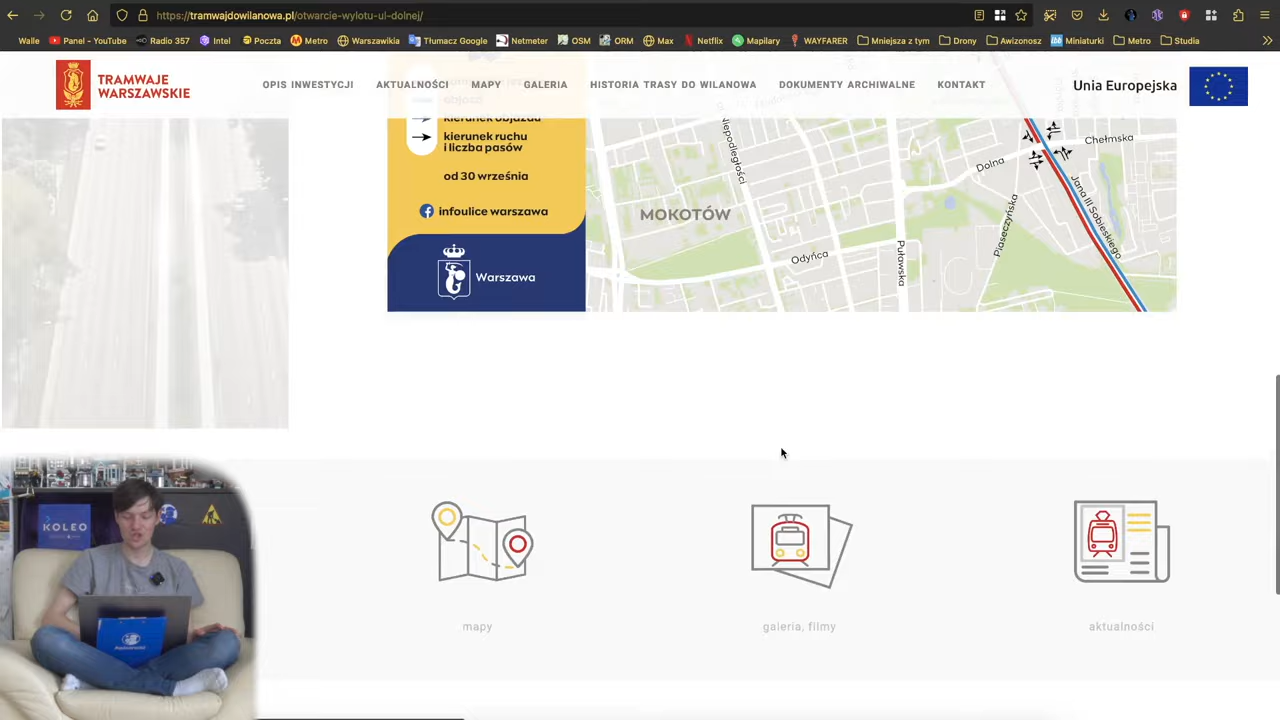 https://tramwajdowilanowa.pl/otwarcie-wylotu-ul-dolnej/
Walle
Panel - YouTube
Radio 357
Intel
Poczta
Metro
Warszawikia
Tłumacz Google
Netmeter
OSM
ORM
Max
Netflix
Mapilary
WAYFARER
Mniejsza z tym
Drony
Awizonosz
Miniaturki
Metro
Studia
TRAMWAJE
WARSZAWSKIE
OPIS INWESTYCJI
AKTUALNOŚCI
MAPY
GALERIA
HISTORIA TRASY DO WILANOWA
DOKUMENTY ARCHIWALNE
KONTAKT
Unia Europejska
kierunek objazdu
kierunek ruchu
i liczba pasów
od 30 września
infoulice warszawa
Warszawa
Niepodległości
MOKOTÓW
Odyńca
Puławska
Dolna
Chełmska
Piaseczyńska
Jana III Sobieskiego
KOLEO
mapy
galeria, filmy
aktualności